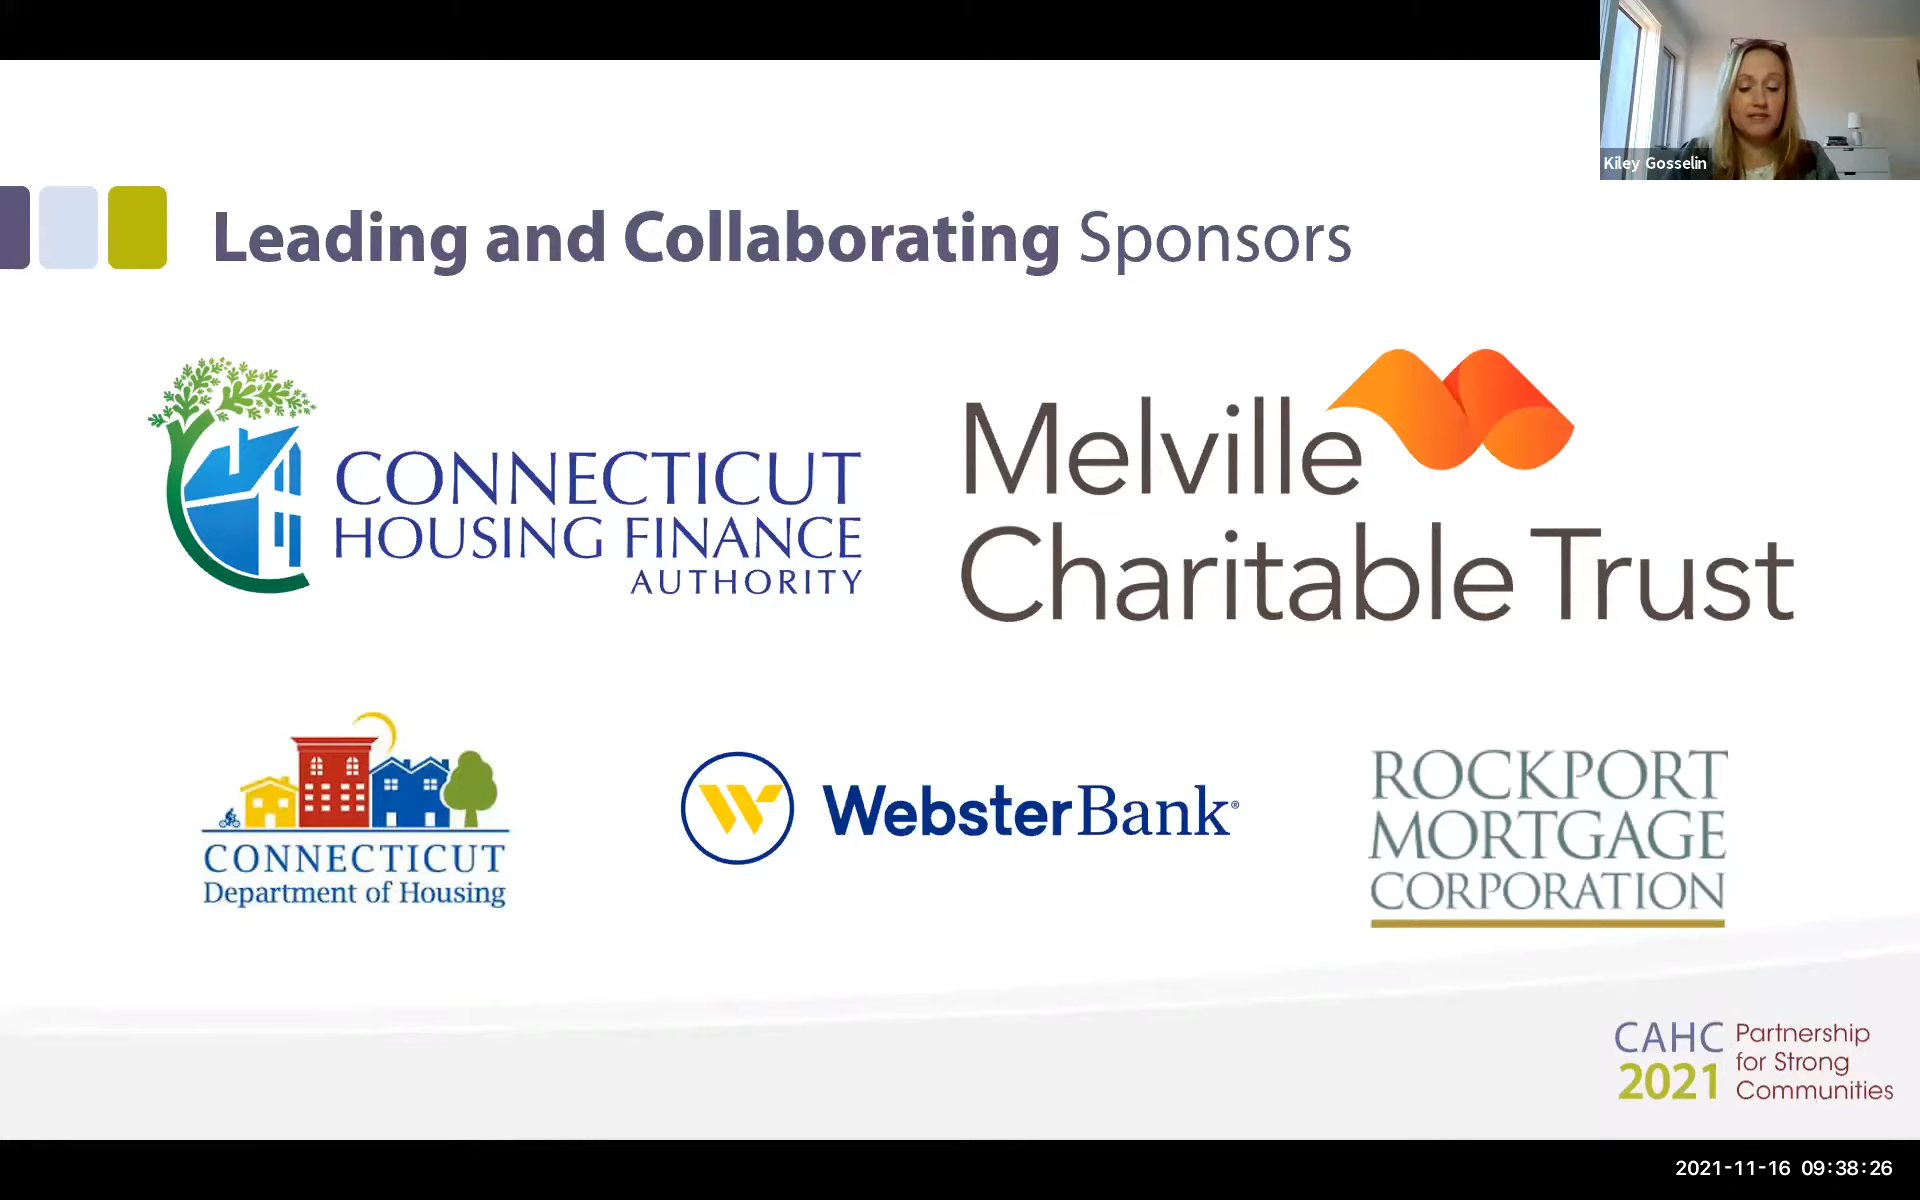 Kiley Gosselin
Leading and Collaborating Sponsors
CONNECTICUT
HOUSING FINANCE
AUTHORITY
Melville
Charitable Trust
CONNECTICUT
Department of Housing
W
WebsterBank®
ROCKPORT
MORTGAGE
CORPORATION
CAHC
2021
Partnership
for Strong
Communities
2021-11-16 09:38:26